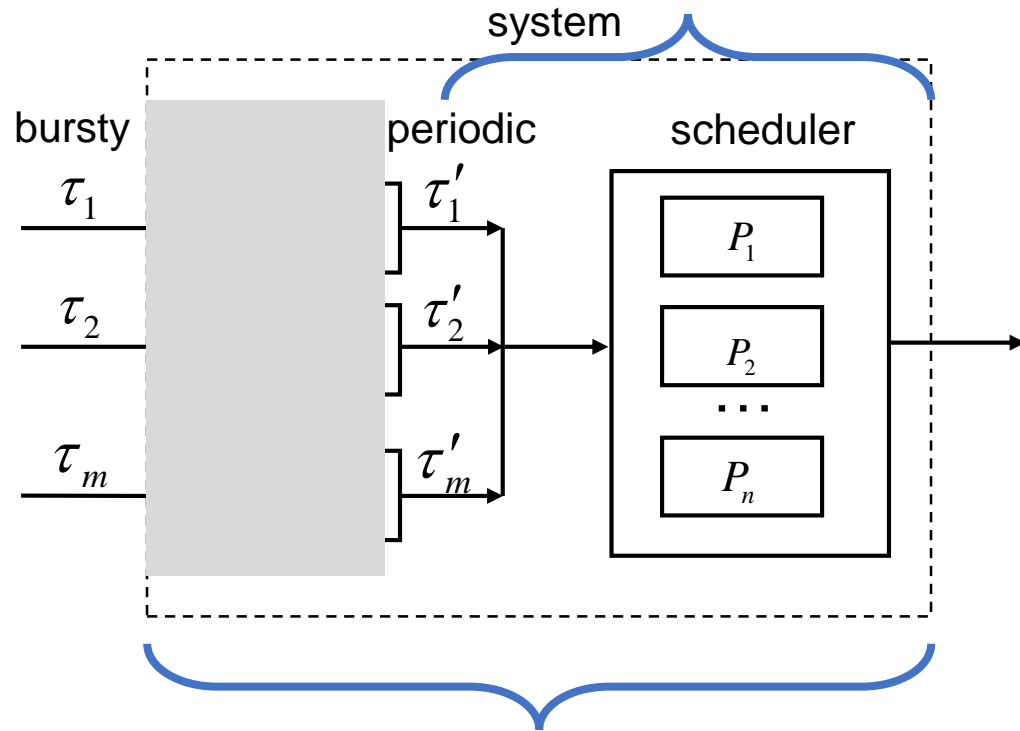 system
bursty
periodic
scheduler
τ₁
τ′₁
P₁
τ₂
τ′₂
P₂
...
τₘ
τ′ₘ
Pₙ